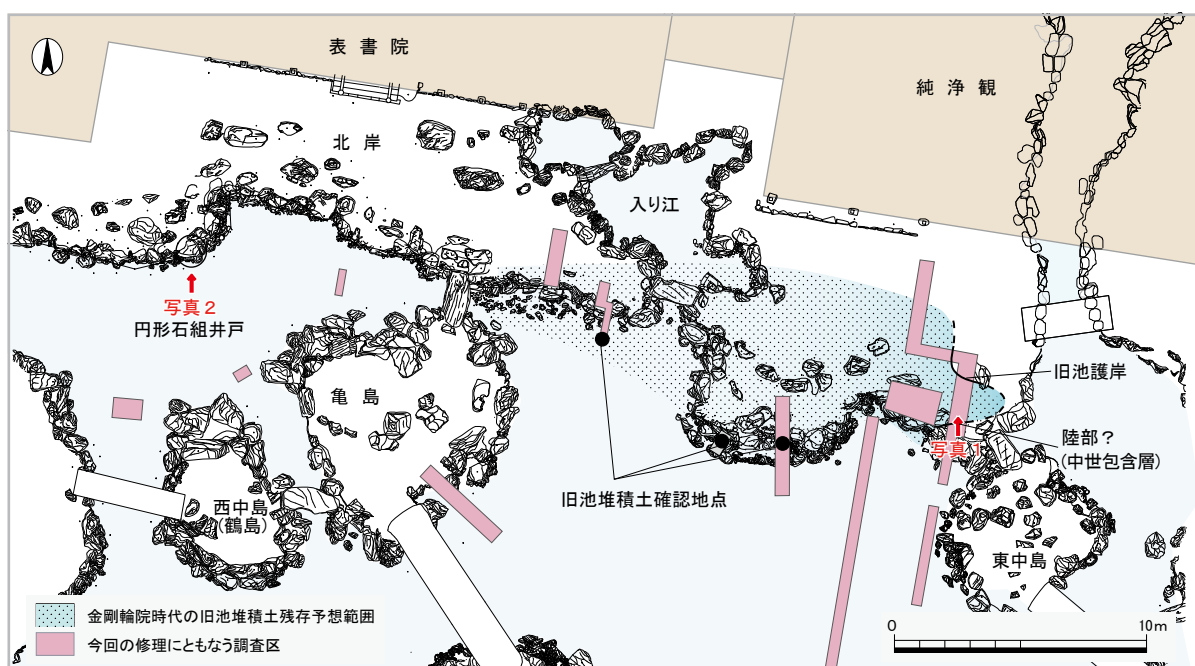 表書院
純浄観
北岸
入り江
写真2
円形石組井戸
旧池護岸
亀島
陸部？
(中世包含層)
写真1
旧池堆積土確認地点
西中島
(鶴島)
東中島
金剛輪院時代の旧池堆積土残存予想範囲
今回の修理にともなう調査区
0 10m